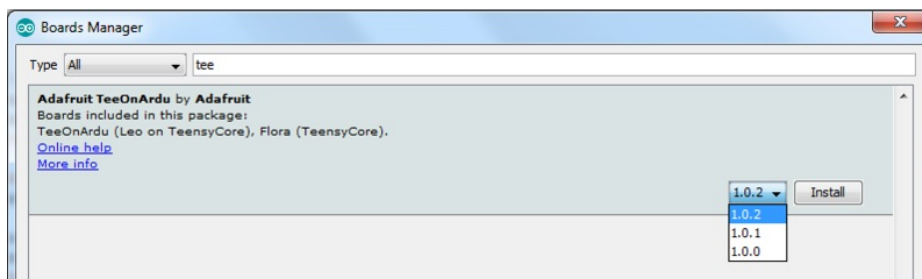 Boards Manager
Type All tee
Adafruit TeeOnArdu by Adafruit
Boards included in this package:
TeeOnArdu (Leo on TeensyCore), Flora (TeensyCore).
Online help
More info
1.0.2 Install
1.0.2
1.0.1
1.0.0